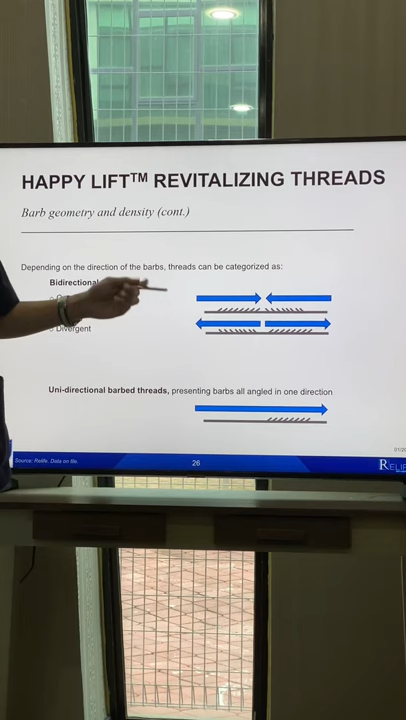 HAPPY LIFT™ REVITALIZING THREADS
Barb geometry and density (cont.)
Depending on the direction of the barbs, threads can be categorized as:
Bidirectional
Divergent
Uni-directional barbed threads, presenting barbs all angled in one direction
Source: Relife. Data on file.
26
RELIF